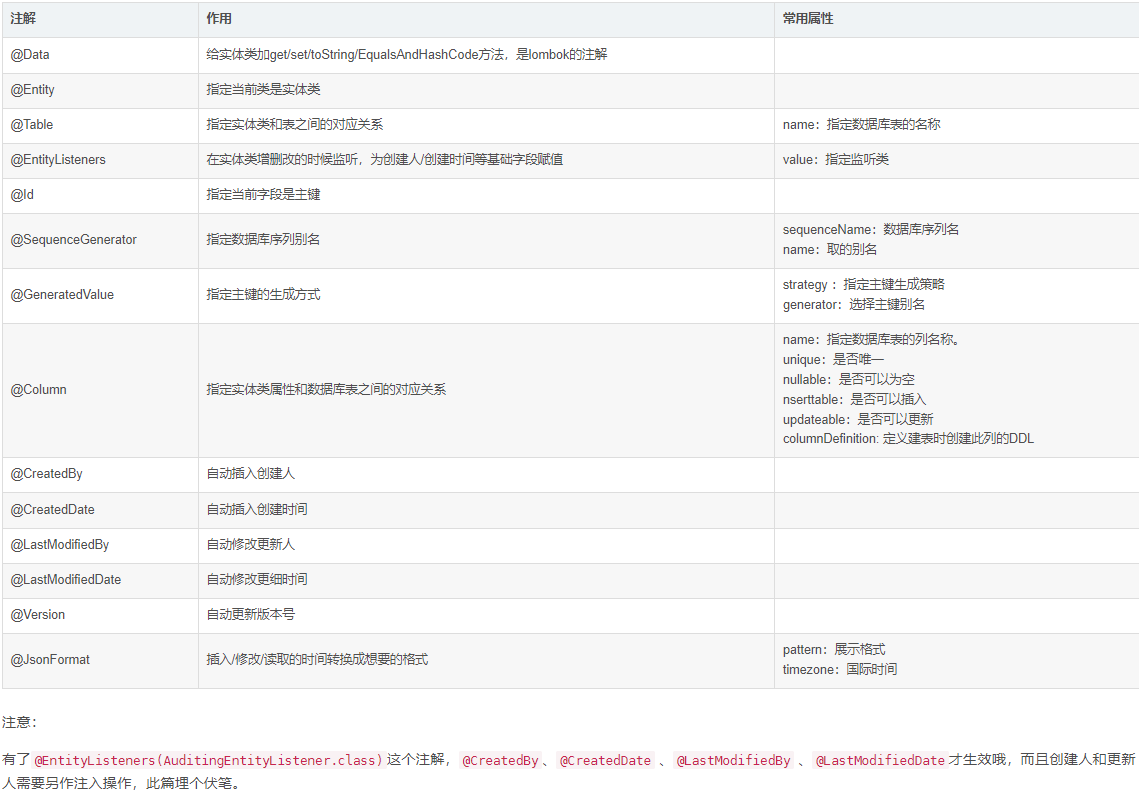 注解 作用 常用属性
@Data 给实体类加get/set/toString/EqualsAndHashCode方法，是lombok的注解
@Entity 指定当前类是实体类
@Table 指定实体类和表之间的对应关系 name：指定数据库表的名称
@EntityListeners 在实体类增删改的时候监听，为创建人/创建时间等基础字段赋值 value：指定监听类
@Id 指定当前字段是主键
@SequenceGenerator 指定数据库序列别名 sequenceName：数据库序列名
name：取的别名
@GeneratedValue 指定主键的生成方式 strategy ：指定主键生成策略
generator：选择主键别名
@Column 指定实体类属性和数据库表之间的对应关系 name：指定数据库表的列名称。
unique：是否唯一
nullable：是否可以为空
nserttable：是否可以插入
updateable：是否可以更新
columnDefinition: 定义建表时创建此列的DDL
@CreatedBy 自动插入创建人
@CreatedDate 自动插入创建时间
@LastModifiedBy 自动修改更新人
@LastModifiedDate 自动修改更细时间
@Version 自动更新版本号
@JsonFormat 插入/修改/读取的时间转换成想要的格式 pattern：展示格式
timezone：国际时间
注意：
有了@EntityListeners(AuditingEntityListener.class)这个注解，@CreatedBy、@CreatedDate 、@LastModifiedBy 、@LastModifiedDate才生效哦，而且创建人和更新
人需要另作注入操作，此篇埋个伏笔。